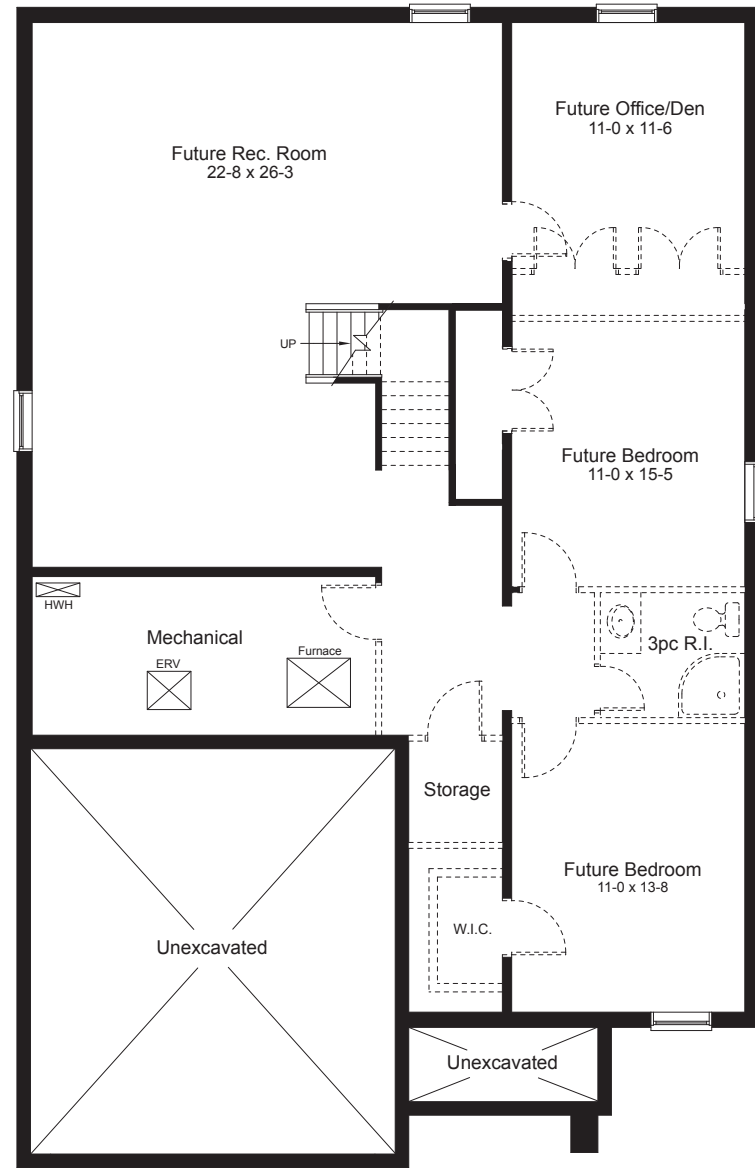 Future Office/Den
11-0 x 11-6
Future Rec. Room
22-8 x 26-3
UP
Future Bedroom
11-0 x 15-5
HWH
Mechanical
ERV
Furnace
3pc R.I.
Storage
Future Bedroom
11-0 x 13-8
W.I.C.
Unexcavated
Unexcavated